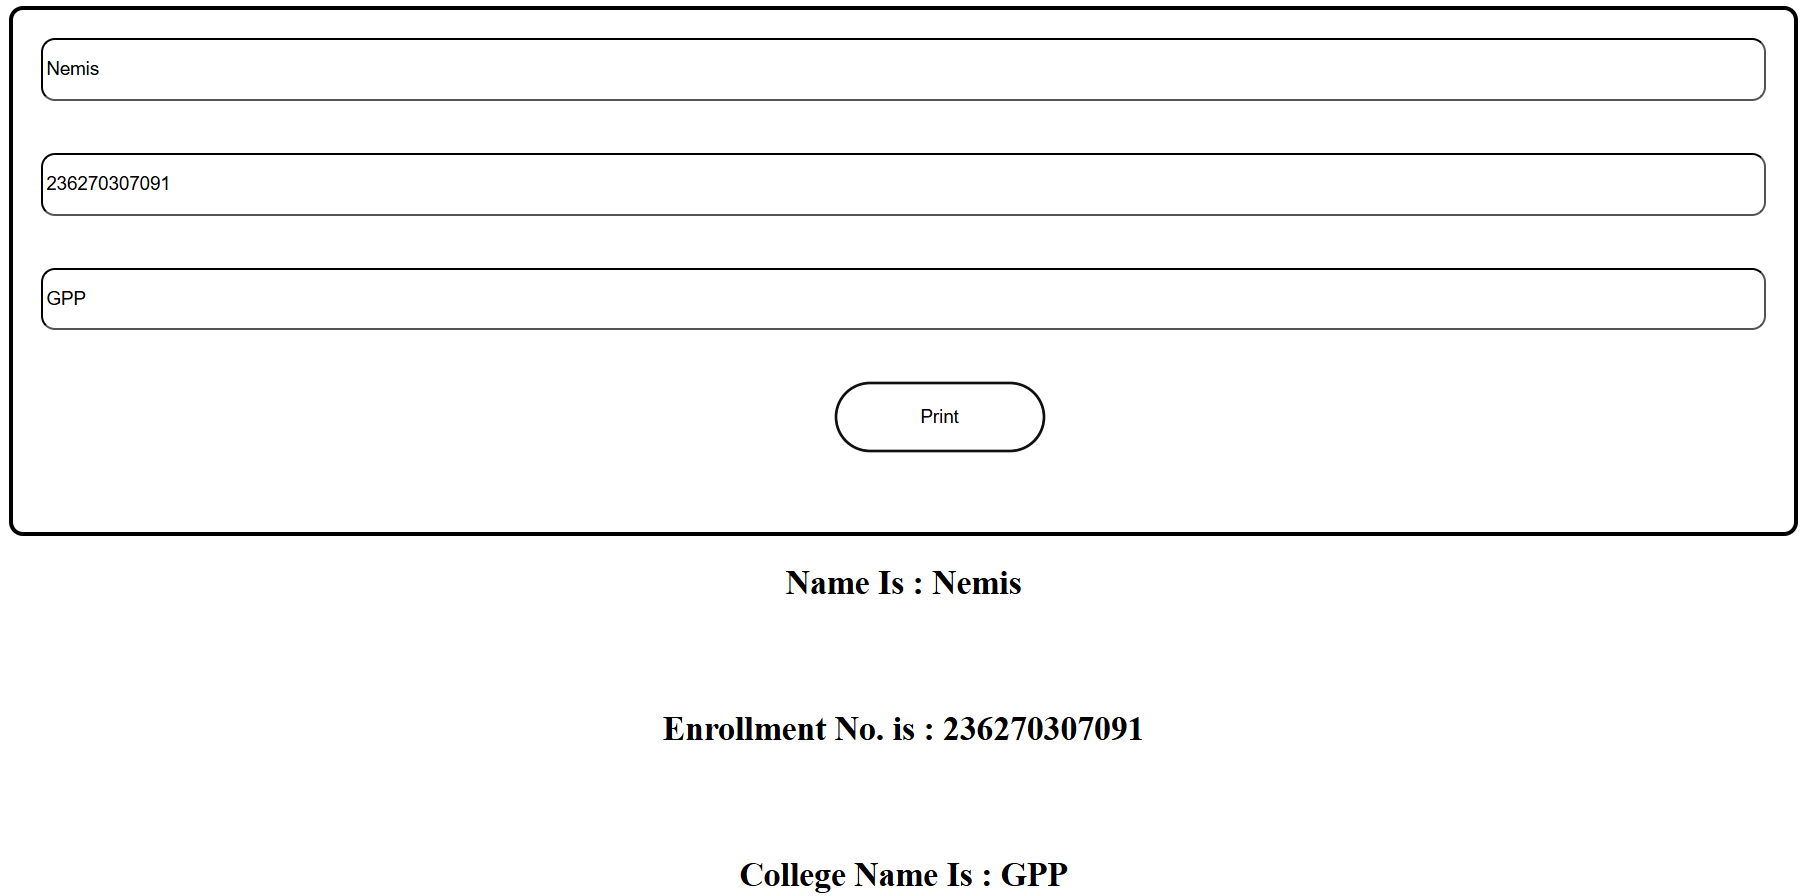 Nemis
236270307091
GPP
Print
Name Is : Nemis
Enrollment No. is : 236270307091
College Name Is : GPP